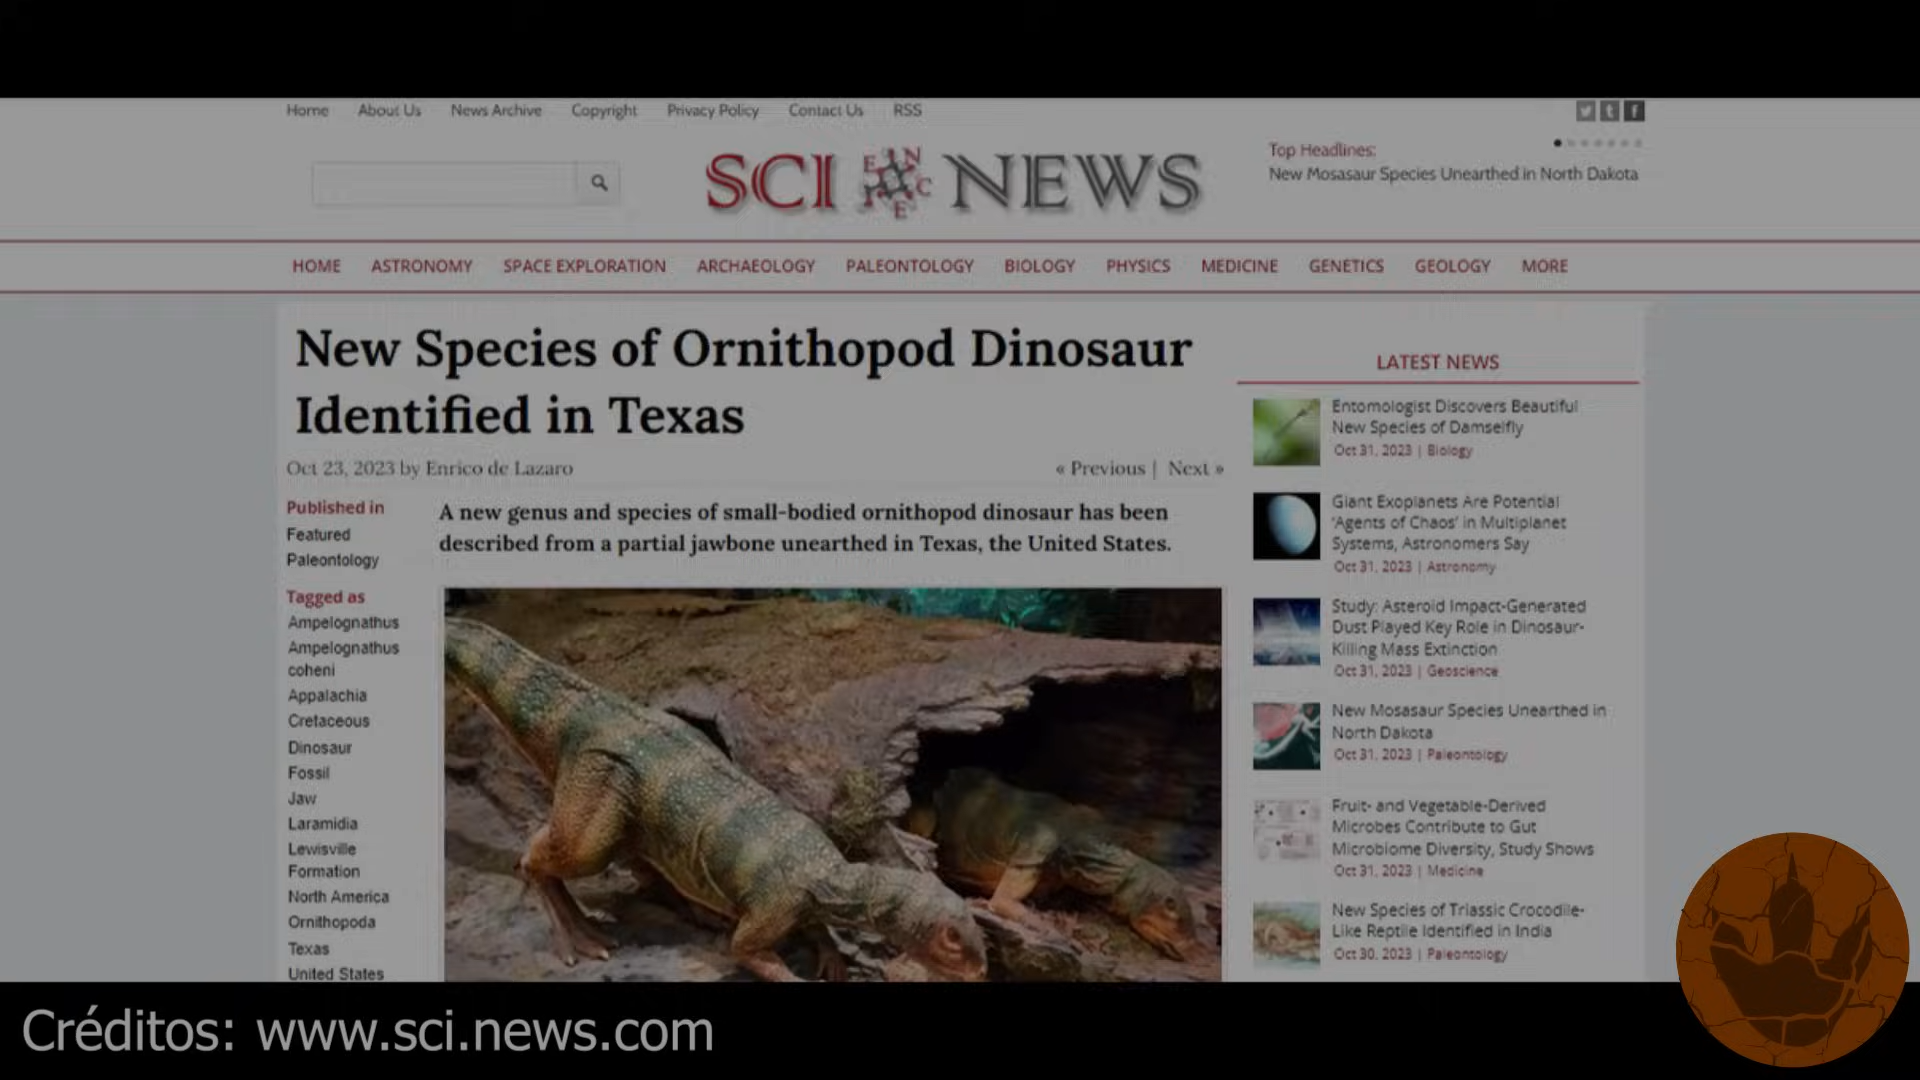 Home About Us News Archive Copyright Privacy Policy Contact Us RSS
SCI ENCE NEWS
Top Headlines:
New Mosasaur Species Unearthed in North Dakota
HOME ASTRONOMY SPACE EXPLORATION ARCHAEOLOGY PALEONTOLOGY BIOLOGY PHYSICS MEDICINE GENETICS GEOLOGY MORE
New Species of Ornithopod Dinosaur
Identified in Texas
Oct 23, 2023 by Enrico de Lazaro
« Previous | Next »
Published in
Featured
Paleontology
Tagged as
Ampelognathus
Ampelognathus
coheni
Appalachia
Cretaceous
Dinosaur
Fossil
Jaw
Laramidia
Lewisville
Formation
North America
Ornithopoda
Texas
United States
A new genus and species of small-bodied ornithopod dinosaur has been
described from a partial jawbone unearthed in Texas, the United States.
LATEST NEWS
Entomologist Discovers Beautiful
New Species of Damselfly
Oct 31, 2023 | Biology
Giant Exoplanets Are Potential
‘Agents of Chaos’ in Multiplanet
Systems, Astronomers Say
Oct 31, 2023 | Astronomy
Study: Asteroid Impact-Generated
Dust Played Key Role in Dinosaur-
Killing Mass Extinction
Oct 31, 2023 | Geoscience
New Mosasaur Species Unearthed in
North Dakota
Oct 31, 2023 | Paleontology
Fruit- and Vegetable-Derived
Microbes Contribute to Gut
Microbiome Diversity, Study Shows
Oct 31, 2023 | Medicine
New Species of Triassic Crocodile-
Like Reptile Identified in India
Oct 30, 2023 | Paleontology
Créditos: www.sci.news.com